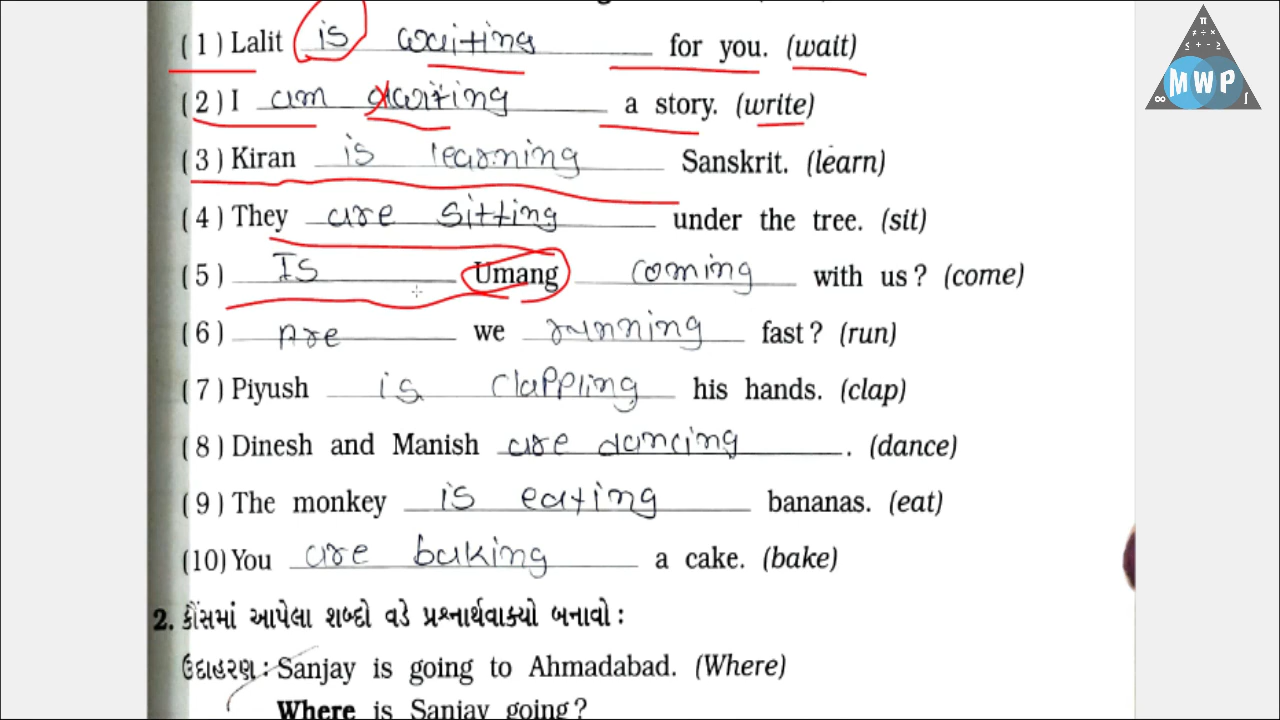 (1) Lalit is waiting for you. (wait)
(2) I am writing a story. (write)
(3) Kiran is learning Sanskrit. (learn)
(4) They are sitting under the tree. (sit)
(5) Is Umang coming with us? (come)
(6) Are we running fast? (run)
(7) Piyush is clappling his hands. (clap)
(8) Dinesh and Manish are dancing. (dance)
(9) The monkey is eating bananas. (eat)
(10) You are baking a cake. (bake)
2. કૌંસમાં આપેલા શબ્દો વડે પ્રશ્નાર્થવાક્યો બનાવો :
ઉદાહરણ : Sanjay is going to Ahmadabad. (Where)
Where is Sanjay going?
MWP